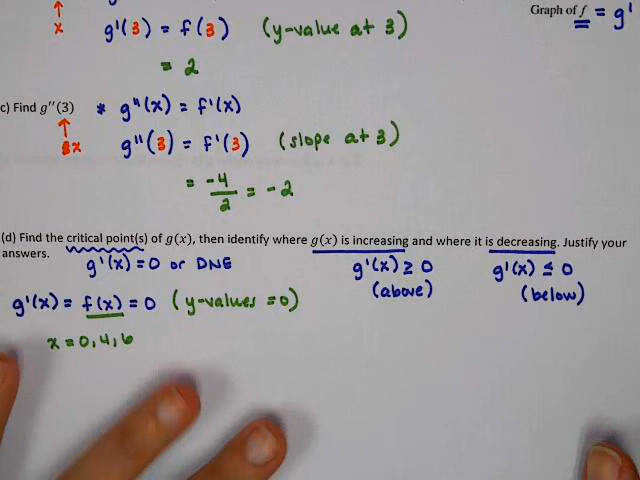 Graph of f = g'
x g'(3) = f(3) (y-value at 3)
= 2
c) Find g''(3) * g''(x) = f'(x)
x g''(3) = f'(3) (slope at 3)
= -4/2 = -2
(d) Find the critical point(s) of g(x), then identify where g(x) is increasing and where it is decreasing. Justify your
answers.
g'(x) = 0 or DNE g'(x) ≥ 0 g'(x) ≤ 0
(above) (below)
g'(x) = f(x) = 0 (y-values = 0)
x = 0, 4, 6